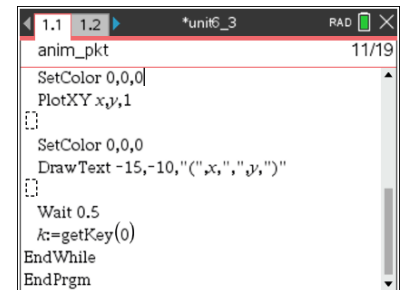 1.1 1.2 *unit6_3 RAD
anim_pkt 11/19
SetColor 0,0,0
PlotXY x,y,1
SetColor 0,0,0
DrawText -15,-10,"(",x,",",y,")"
Wait 0.5
k:=getKey(0)
EndWhile
EndPrgm